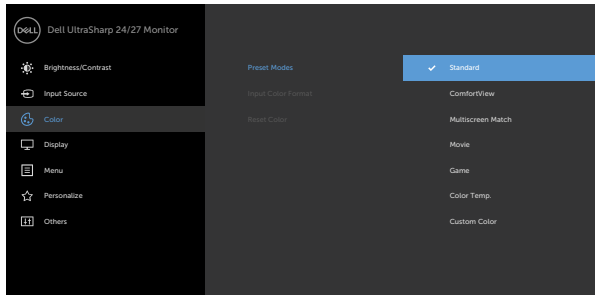 DELL
Dell UltraSharp 24/27 Monitor
Brightness/Contrast
Input Source
Color
Display
Menu
Personalize
Others
Preset Modes
Input Color Format
Reset Color
Standard
ComfortView
Multiscreen Match
Movie
Game
Color Temp.
Custom Color